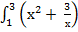 ∫₁³ (x² + 3/x)